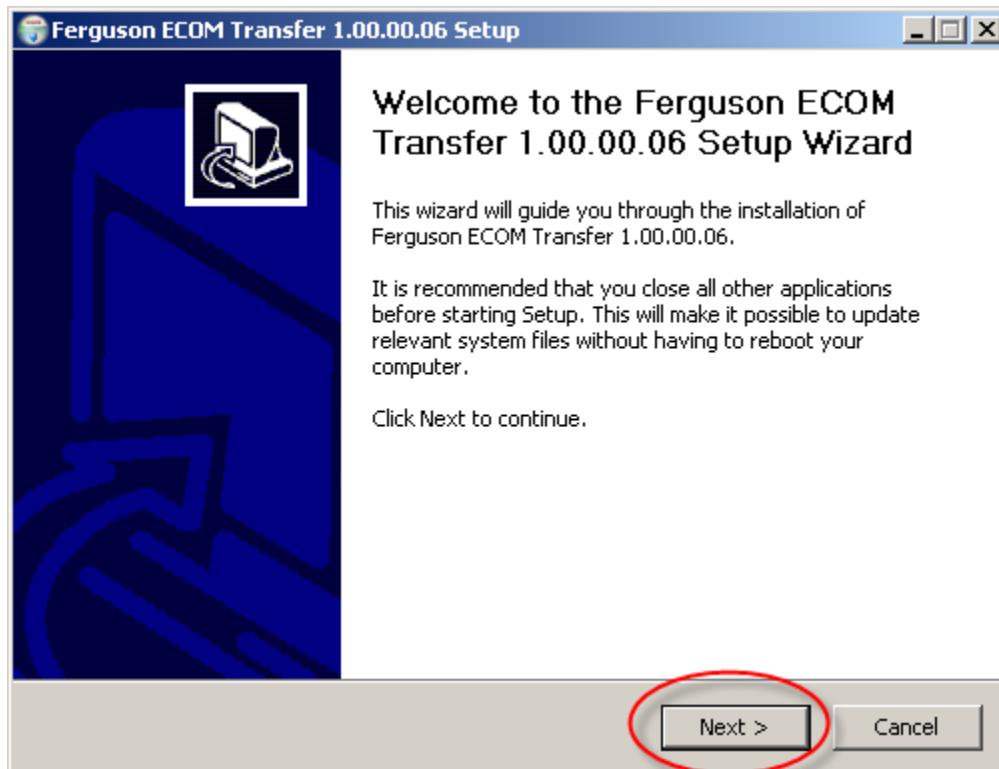 Ferguson ECOM Transfer 1.00.00.06 Setup
Welcome to the Ferguson ECOM
Transfer 1.00.00.06 Setup Wizard
This wizard will guide you through the installation of
Ferguson ECOM Transfer 1.00.00.06.
It is recommended that you close all other applications
before starting Setup. This will make it possible to update
relevant system files without having to reboot your
computer.
Click Next to continue.
Next >
Cancel